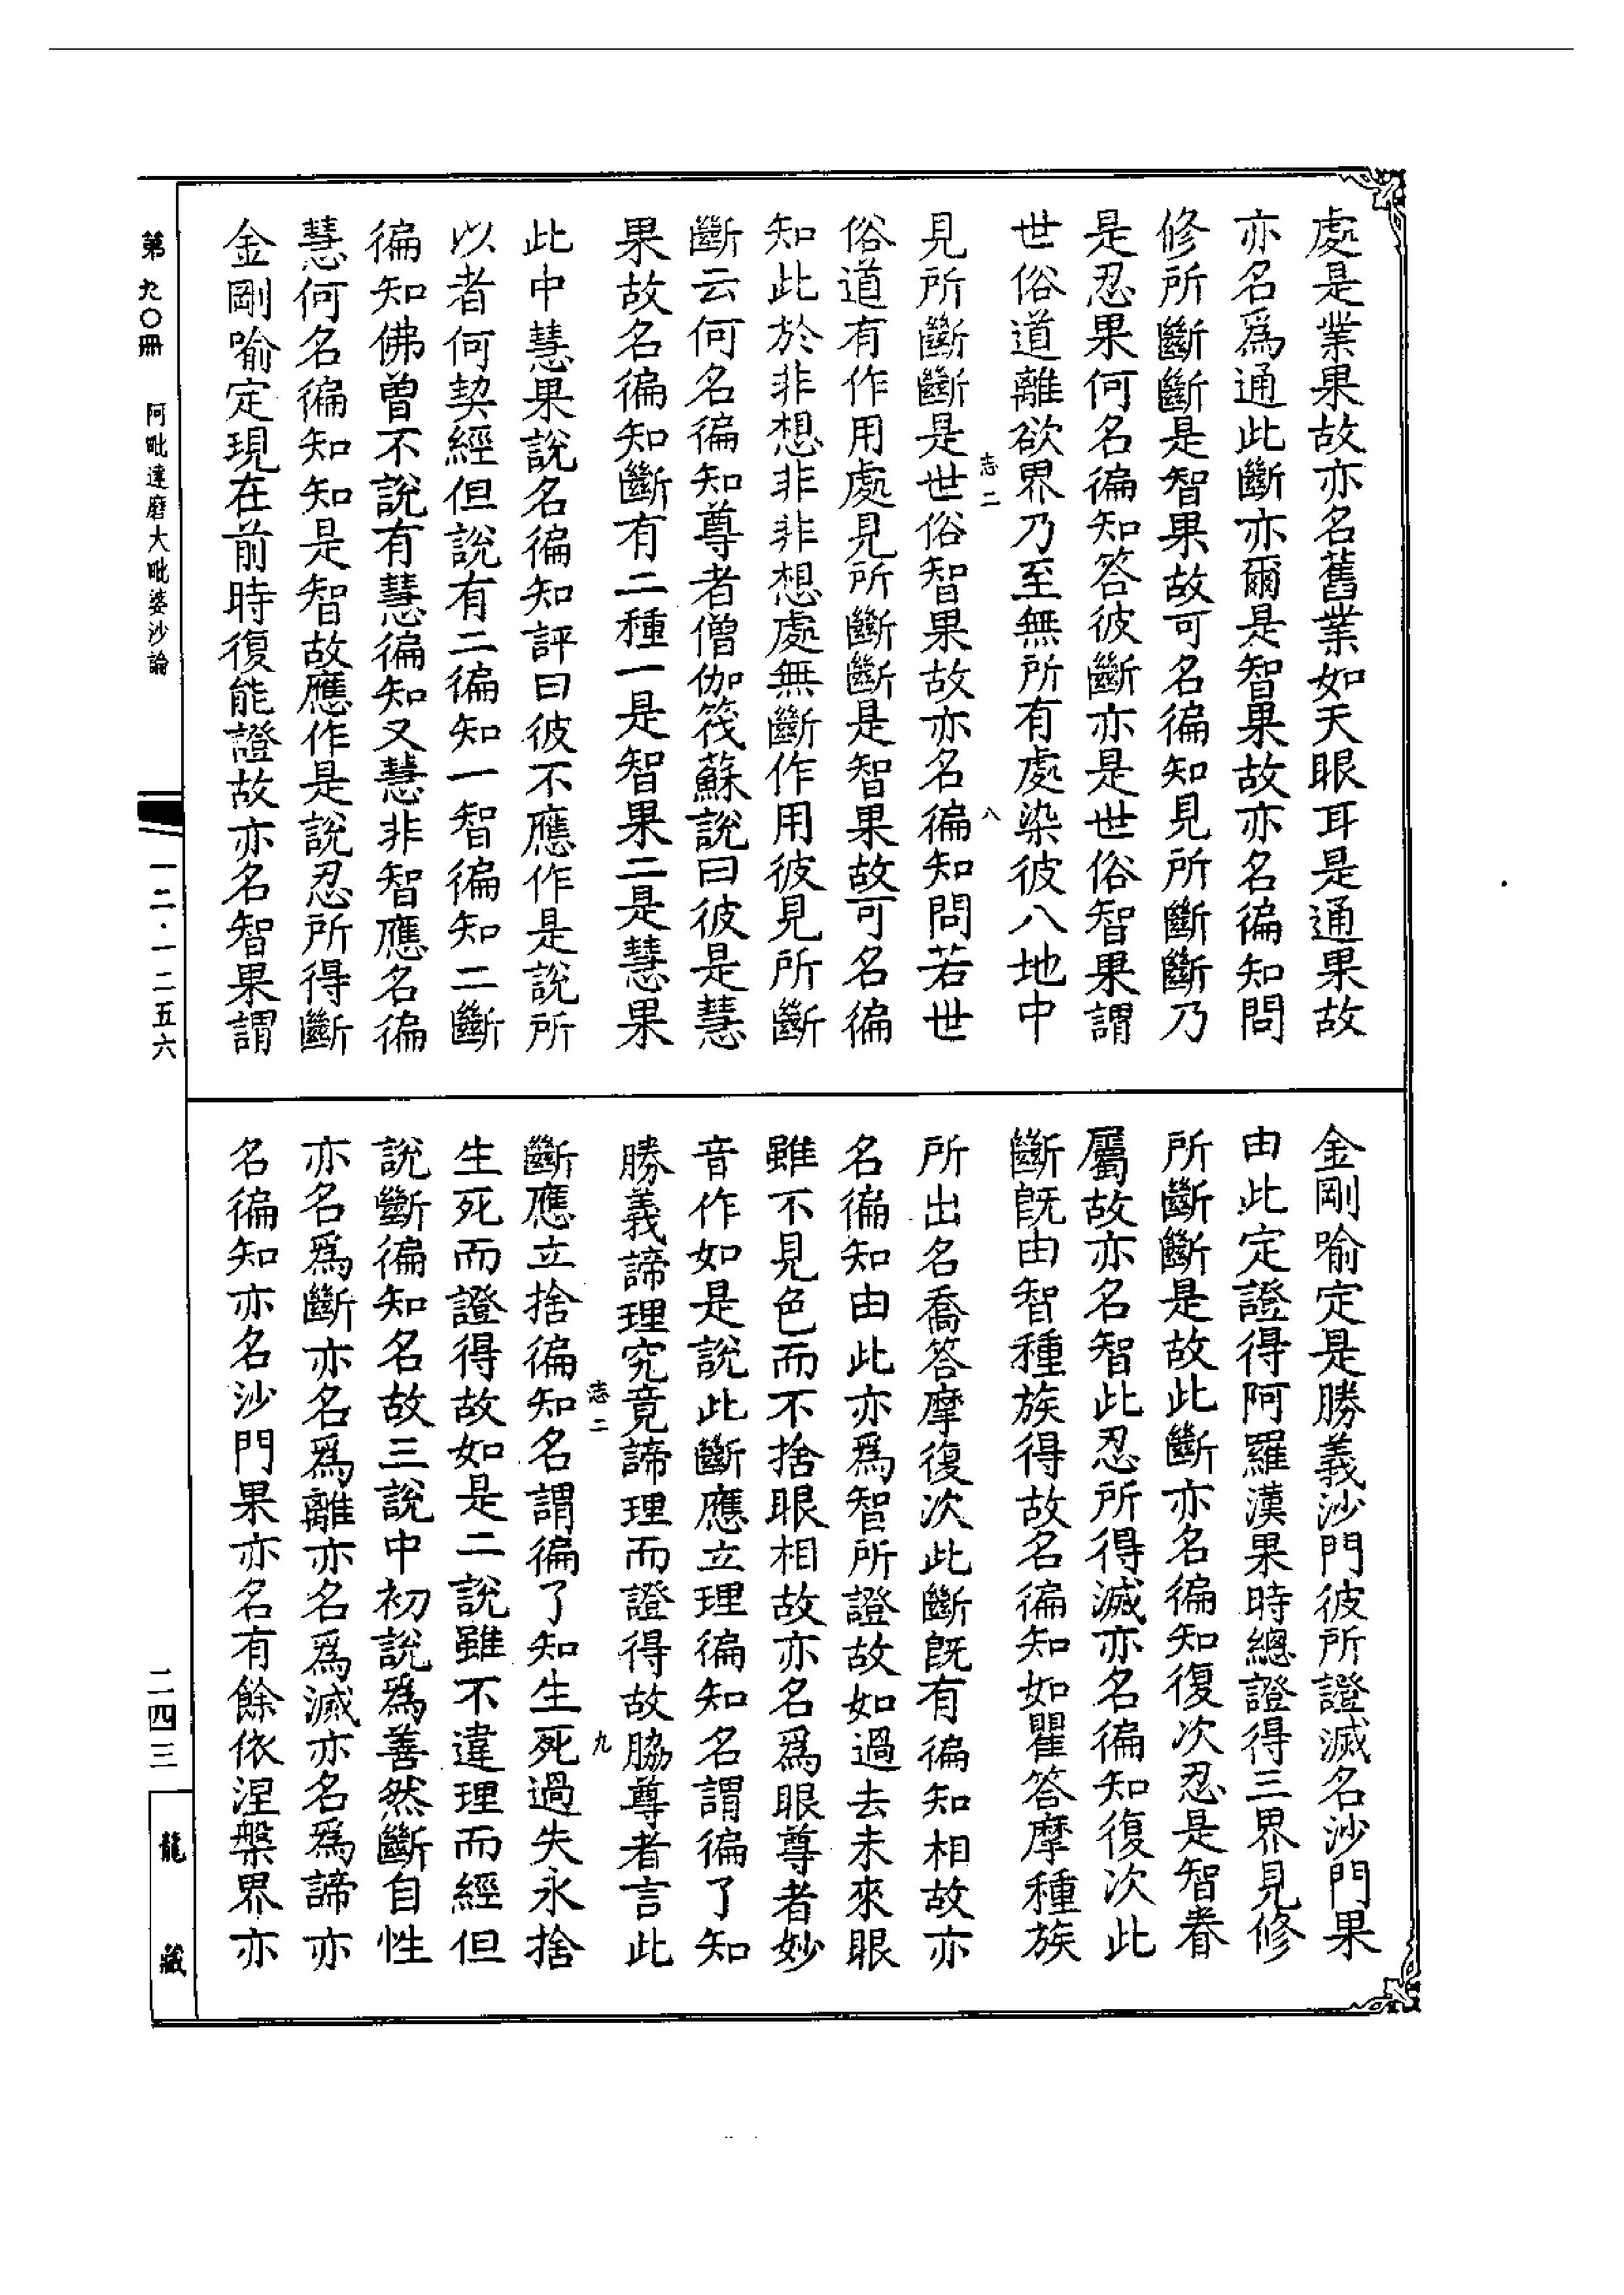 處是業果故亦名舊業如天眼耳是通果故
亦名爲通此斷亦爾是智果故亦名徧知問
修所斷斷是智果故可名徧知見所斷斷乃
是忍果何名徧知答彼斷亦是世俗智果謂
世俗道離欲界乃至無所有處染彼八地中
志二
八
見所斷斷是世俗智果故亦名徧知問若世
俗道有作用處見所斷斷是智果故可名徧
知此於非想非非想處無斷作用彼見所斷
斷云何名徧知尊者僧伽筏蘇說曰彼是慧
果故名徧知斷有二種一是智果二是慧果
此中慧果說名徧知評曰彼不應作是說所
以者何契經但說有二徧知一智徧知二斷
徧知佛曾不說有慧徧知又慧非智應名徧
慧何名徧知知是智故應作是說忍所得斷
金剛喻定現在前時復能證故亦名智果謂
金剛喻定是勝義沙門彼所證滅名沙門果
由此定證得阿羅漢果時總證得三界見修
所斷斷是故此斷亦名徧知復次忍是智眷
屬故亦名智此忍所得滅亦名徧知復次此
斷既由智種族得故名徧知如瞿答摩種族
所出名喬答摩復次此斷既有徧知相故亦
名徧知由此亦爲智所證故如過去未來眼
雖不見色而不捨眼相故亦名爲眼尊者妙
音作如是說此斷應立理徧知名謂徧了知
勝義諦理究竟諦理而證得故脇尊者言此
志二
九
斷應立捨徧知名謂徧了知生死過失永捨
生死而證得故如是二說雖不違理而經但
說斷徧知名故三說中初說爲善然斷自性
亦名爲斷亦名爲離亦名爲滅亦名爲諦亦
名徧知亦名沙門果亦名有餘依涅槃界亦
第九〇冊 阿毗達磨大毗婆沙論
一二·一二五六
二四三
龍藏